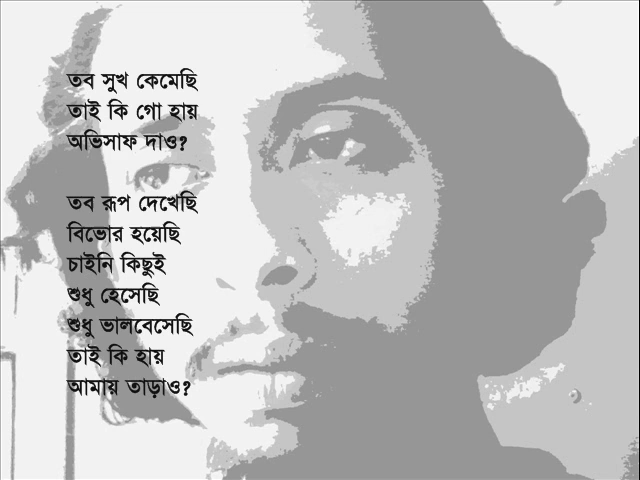 তব সুখ কেমেছি
তাই কি গো হায়
অভিসাফ দাও?
তব রূপ দেখেছি
বিভোর হয়েছি
চাইনি কিছুই
শুধু হেসেছি
শুধু ভালবেসেছি
তাই কি হায়
আমায় তাড়াও?